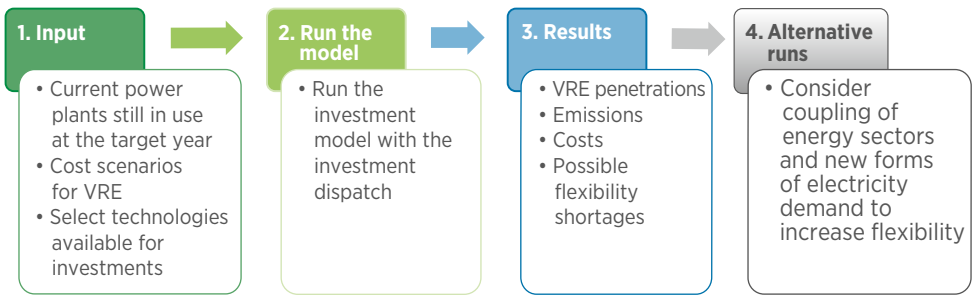 1. Input
• Current power
plants still in use
at the target year
• Cost scenarios
for VRE
• Select technologies
available for
investments
2. Run the
model
• Run the
investment
model with the
investment
dispatch
3. Results
• VRE penetrations
• Emissions
• Costs
• Possible
flexibility
shortages
4. Alternative
runs
• Consider
coupling of
energy sectors
and new forms
of electricity
demand to
increase flexibility